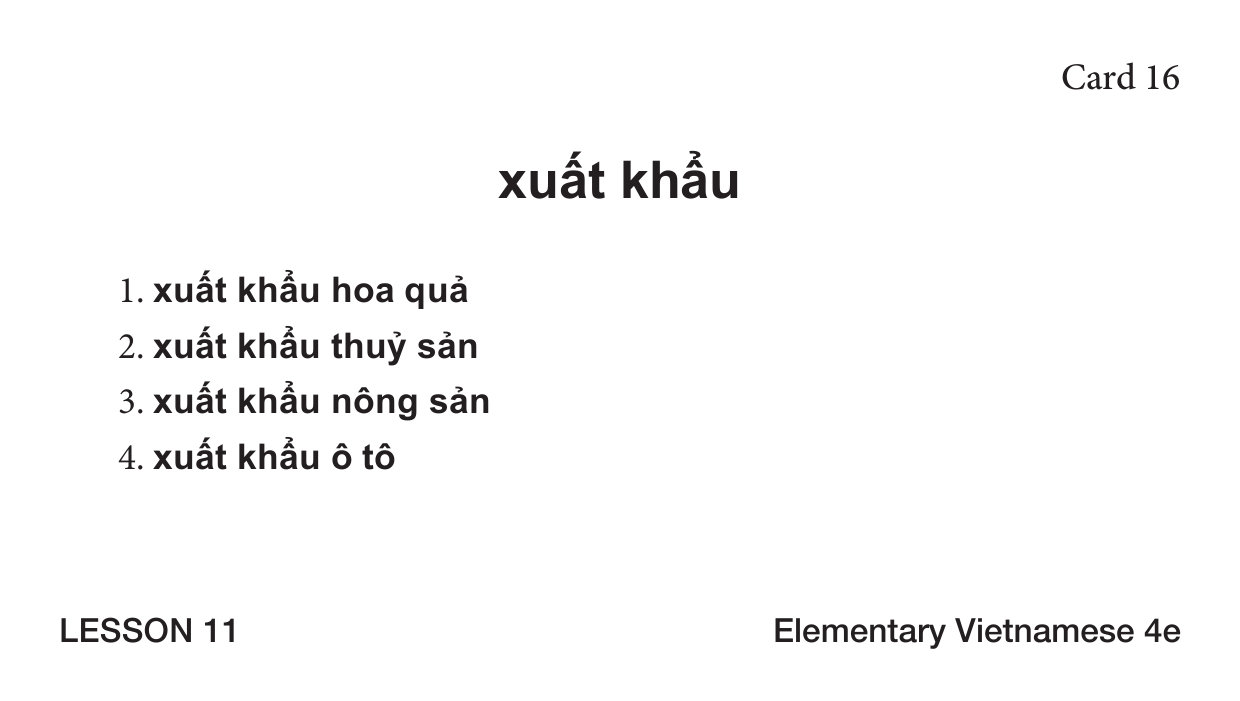 Card 16
xuất khẩu
1. xuất khẩu hoa quả
2. xuất khẩu thuỷ sản
3. xuất khẩu nông sản
4. xuất khẩu ô tô
LESSON 11
Elementary Vietnamese 4e